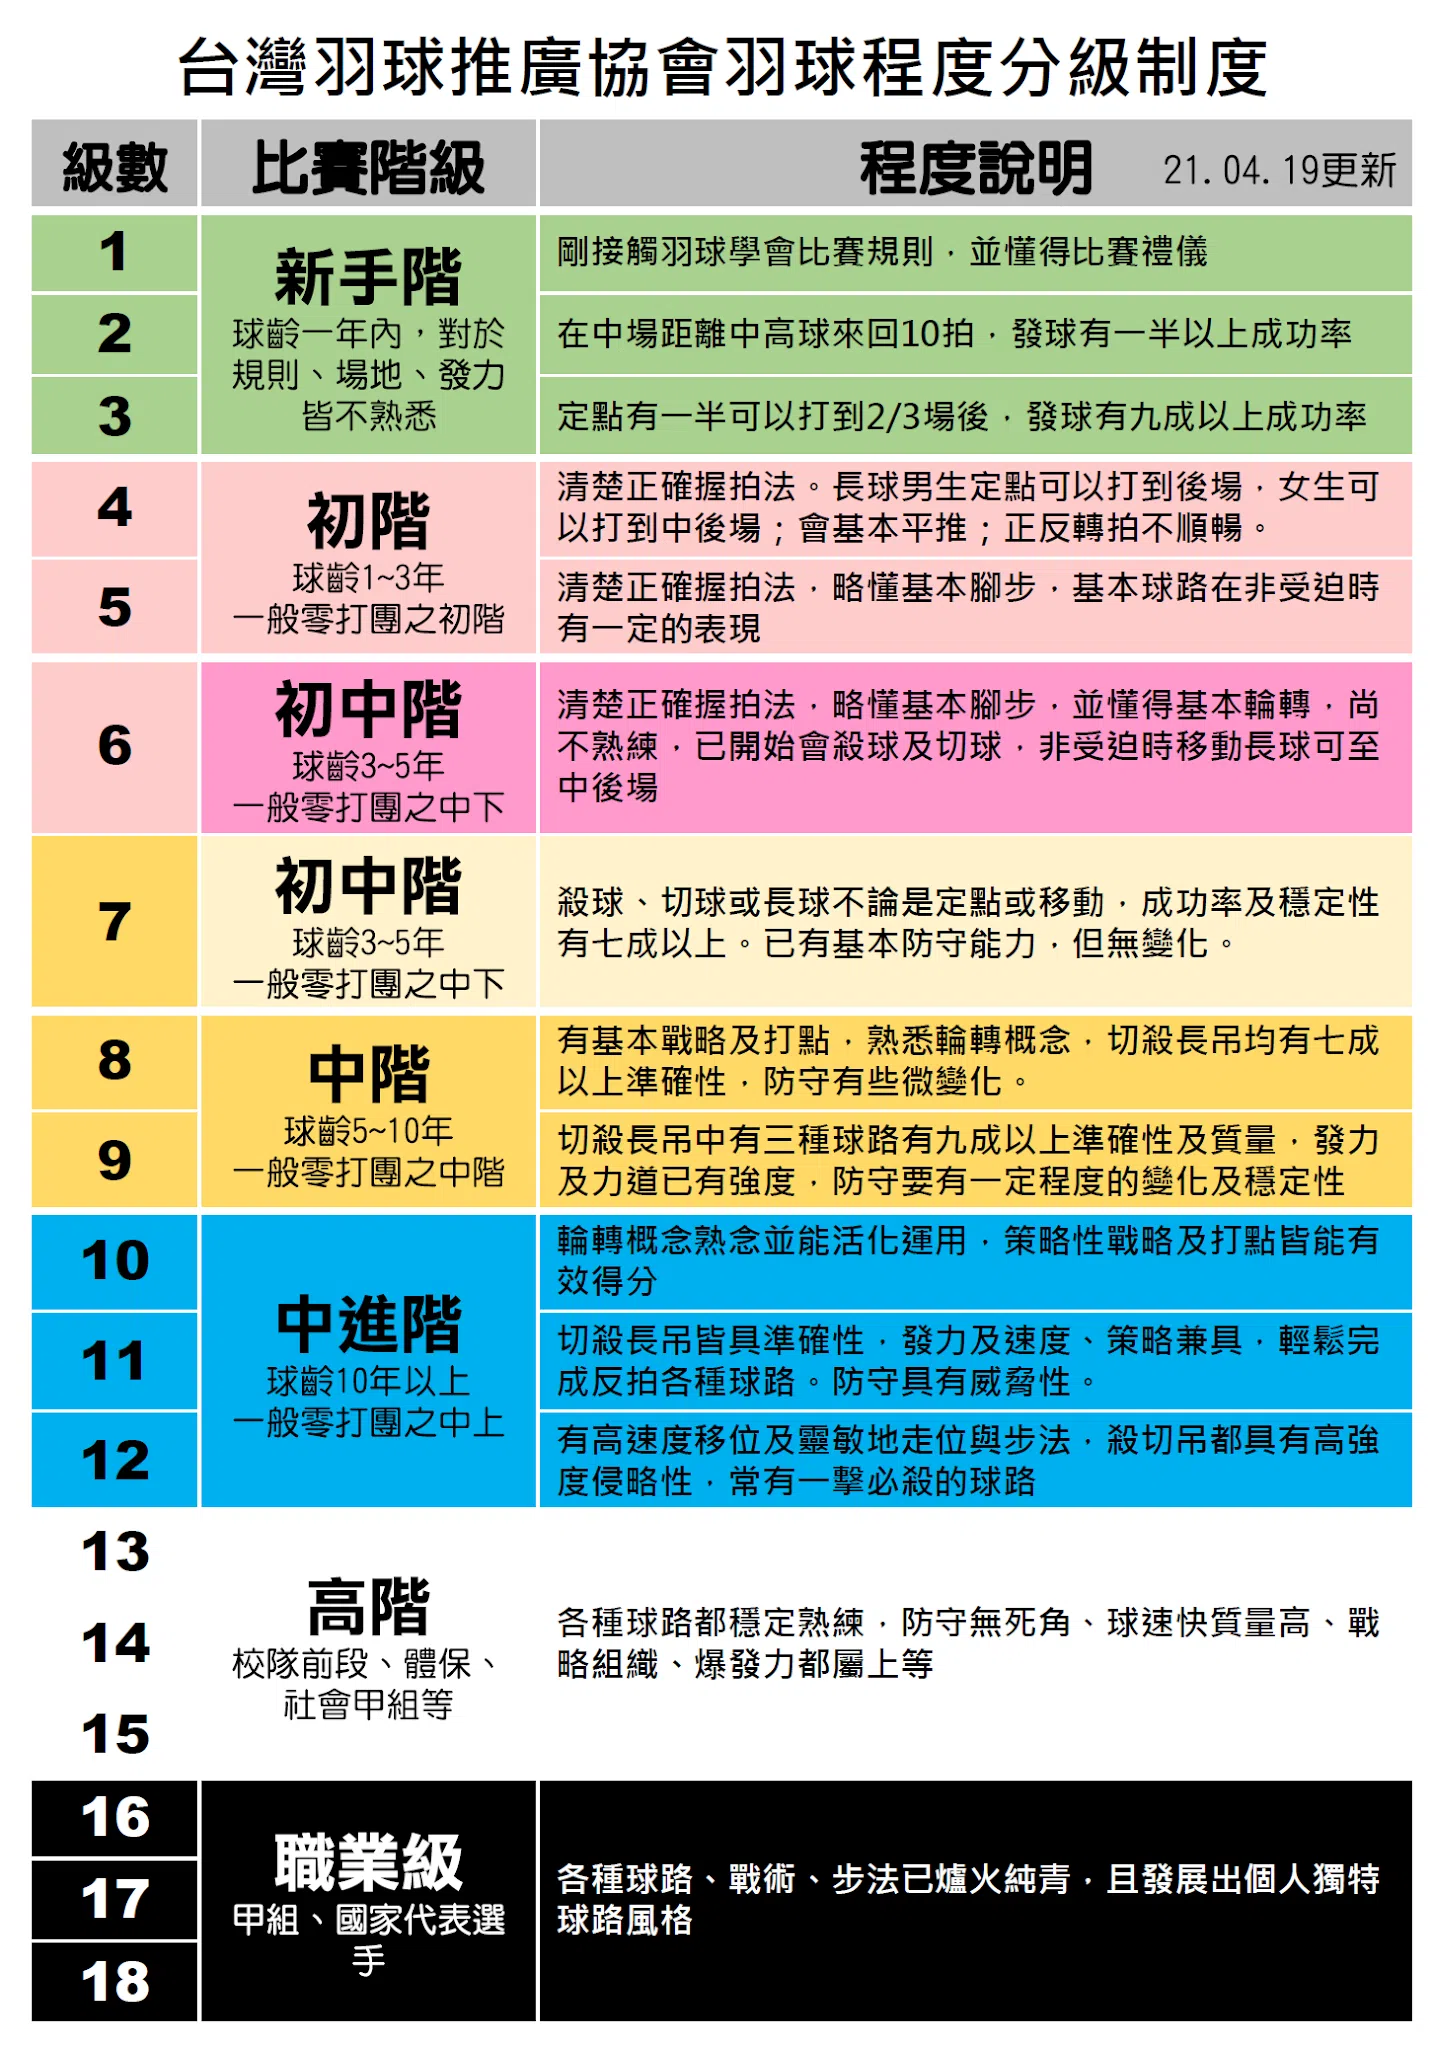 台灣羽球推廣協會羽球程度分級制度
級數 比賽階級 程度說明 21.04.19更新
1
2
3
新手階
球齡一年內，對於
規則、場地、發力
皆不熟悉
剛接觸羽球學會比賽規則，並懂得比賽禮儀
在中場距離中高球來回10拍，發球有一半以上成功率
定點有一半可以打到2/3場後，發球有九成以上成功率
4
5
初階
球齡1~3年
一般零打團之初階
清楚正確握拍法。長球男生定點可以打到後場，女生可
以打到中後場；會基本平推；正反轉拍不順暢。
清楚正確握拍法，略懂基本腳步，基本球路在非受迫時
有一定的表現
6
初中階
球齡3~5年
一般零打團之中下
清楚正確握拍法，略懂基本腳步，並懂得基本輪轉，尚
不熟練，已開始會殺球及切球，非受迫時移動長球可至
中後場
7
初中階
球齡3~5年
一般零打團之中下
殺球、切球或長球不論是定點或移動，成功率及穩定性
有七成以上。已有基本防守能力，但無變化。
8
9
中階
球齡5~10年
一般零打團之中階
有基本戰略及打點，熟悉輪轉概念，切殺長吊均有七成
以上準確性，防守有些微變化。
切殺長吊中有三種球路有九成以上準確性及質量，發力
及力道已有強度，防守要有一定程度的變化及穩定性
10
11
12
中進階
球齡10年以上
一般零打團之中上
輪轉概念熟念並能活化運用，策略性戰略及打點皆能有
效得分
切殺長吊皆具準確性，發力及速度、策略兼具，輕鬆完
成反拍各種球路。防守具有威脅性。
有高速度移位及靈敏地走位與步法，殺切吊都具有高強
度侵略性，常有一擊必殺的球路
13
14
15
高階
校隊前段、體保、
社會甲組等
各種球路都穩定熟練，防守無死角、球速快質量高、戰
略組織、爆發力都屬上等
16
17
18
職業級
甲組、國家代表選
手
各種球路、戰術、步法已爐火純青，且發展出個人獨特
球路風格